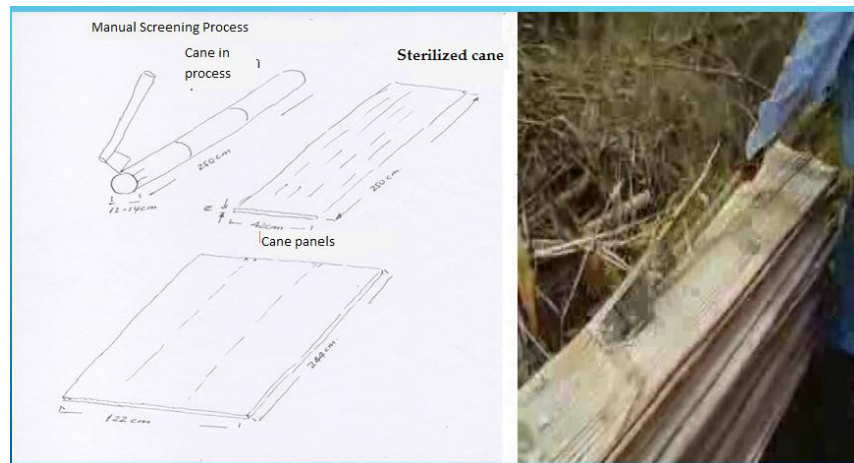 Manual Screening Process
Cane in
process
Sterilized cane
250 cm
12-14cm
250 cm.
e
42cm
Cane panels
244 cm.
122 cm